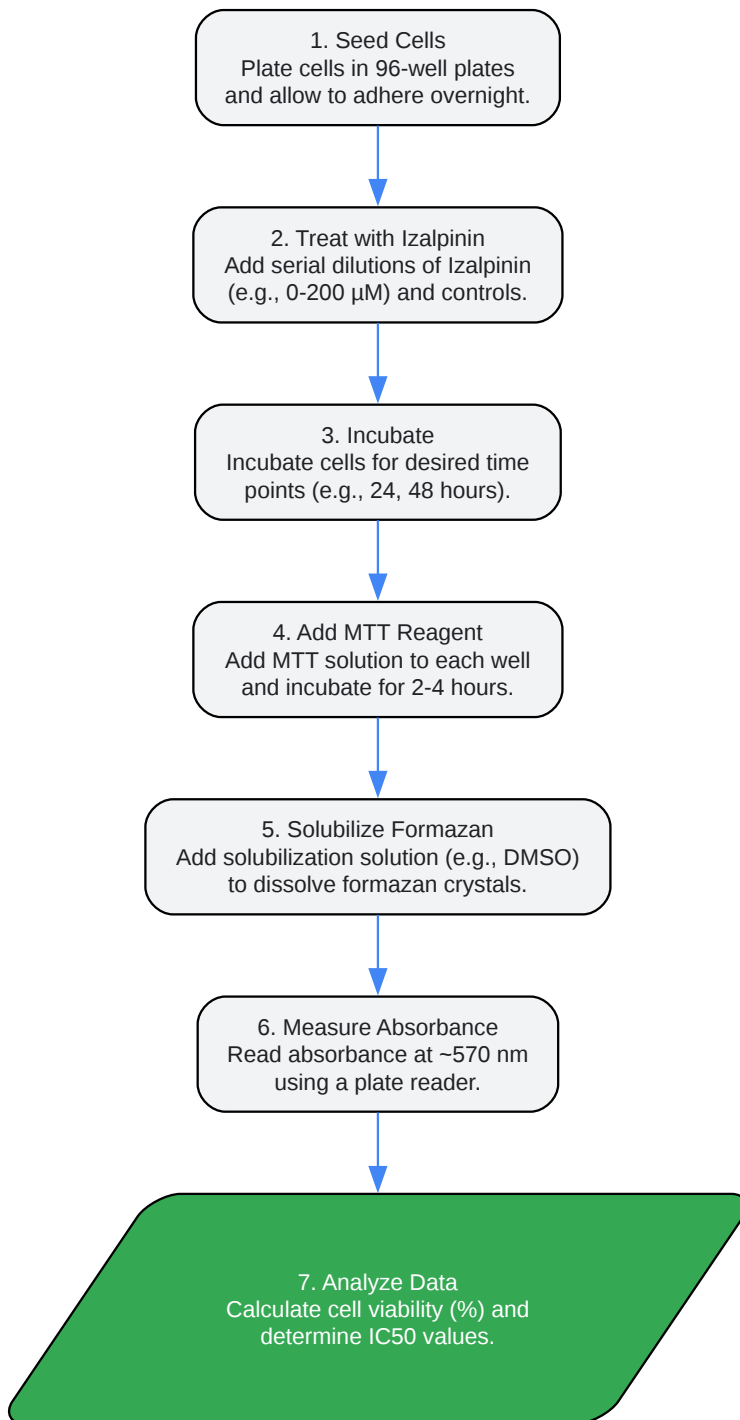 1. Seed Cells
Plate cells in 96-well plates
and allow to adhere overnight.
2. Treat with Izalpinin
Add serial dilutions of Izalpinin
(e.g., 0-200 µM) and controls.
3. Incubate
Incubate cells for desired time
points (e.g., 24, 48 hours).
4. Add MTT Reagent
Add MTT solution to each well
and incubate for 2-4 hours.
5. Solubilize Formazan
Add solubilization solution (e.g., DMSO)
to dissolve formazan crystals.
6. Measure Absorbance
Read absorbance at ~570 nm
using a plate reader.
7. Analyze Data
Calculate cell viability (%) and
determine IC50 values.